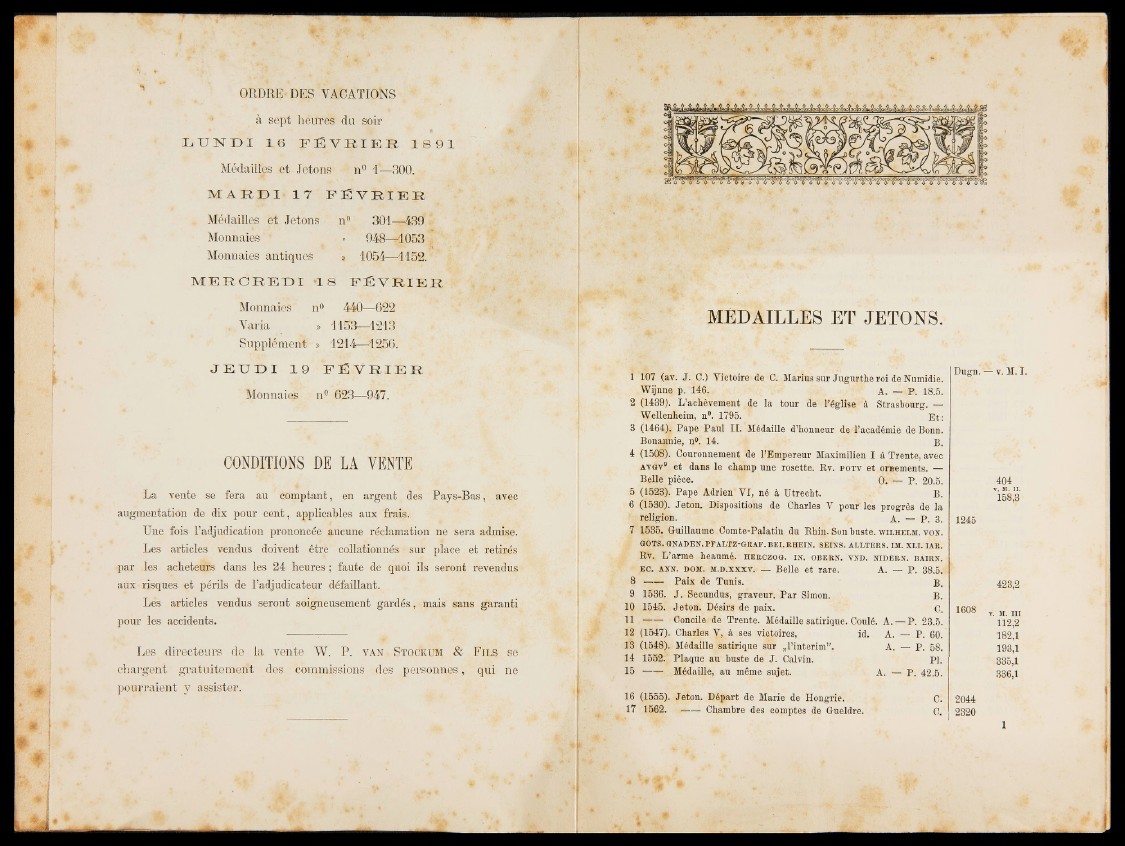 ORDRE DES VACATIONS
à sept heures du soir
LUNDI 16 FÉVRIER 1891
Médailles et Jetons nº 1—300.
MARDI 17 FÉVRIER
Médailles et Jetons nº 301—439
Monnaies » 948—1053
Monnaies antiques » 1054—1152.
MERCREDI 18 FÉVRIER
Monnaies nº 440—622
Varia » 1153—1213
Supplément » 1214—1256.
JEUDI 19 FÉVRIER
Monnaies nº 623—947.
CONDITIONS DE LA VENTE
La vente se fera au comptant, en argent des Pays-Bas, avec
augmentation de dix pour cent, applicables aux frais.
Une fois l'adjudication prononcée aucune réclamation ne sera admise.
Les articles vendus doivent être collationnés sur place et retirés
par les acheteurs dans les 24 heures; faute de quoi ils seront revendus
aux risques et périls de l'adjudicateur défaillant.
Les articles vendus seront soigneusement gardés, mais sans garanti
pour les accidents.
Les directeurs de la vente W. P. VAN STOCKUM & FILS se
chargent gratuitement des commissions des personnes, qui ne
pourraient y assister.
MEDAILLES ET JETONS.
Dugn. — v. M. I.
1 107 (av. J. C.) Victoire de C. Marius sur Jugurthe roi de Numidie.
Wijnne p. 146. A. — P. 18.5.
2 (1439). L'achèvement de la tour de l'église à Strasbourg. —
Wellenheim, nº. 1795. Et:
3 (1464). Pape Paul II. Médaille d'honneur de l'académie de Bonn.
Bonannie, nº. 14. B.
4 (1508). Couronnement de l'Empereur Maximilien I à Trente, avec
AVGVº et dans le champ une rosette. Rv. POTV et ornements. —
Belle pièce. O. — P. 20.5. 404
v. M. II.
5 (1523). Pape Adrien VI, né à Utrecht. B. 158,3
6 (1530). Jeton. Dispositions de Charles V pour les progrès de la
religion. A. — P. 3. 1245
7 1535. Guillaume Comte-Palatin du Rhin. Son buste. WILHELM. VON.
GOTS. GNADEN. PFALTZ-GRAF. BEI. RHEIN. SEINS. ALLTERS. IM. XLI. IAR.
Rv. L'arme heaumé. HERCZOG. IN. OBERN. VND. NIDERN. BAIRN.
EC. ANN. DOM. M.D.XXXV. — Belle et rare. A. — P. 38.5.
8 —— Paix de Tunis. B. 423,2
9 1536. J. Secundus, graveur. Par Simon. B.
10 1545. Jeton. Désirs de paix. C. 1608
v. M. III
11 —— Concile de Trente. Médaille satirique. Coulé. A. — P. 23.5. 112,2
12 (1547). Charles V, à ses victoires, id. A. — P. 60. 182,1
13 (1548). Médaille satirique sur „l'interim”. A. — P. 58. 193,1
14 1552. Plaque au buste de J. Calvin. Pl. 335,1
15 —— Médaille, au même sujet. A. — P. 42.5. 336,1
16 (1555). Jeton. Départ de Marie de Hongrie. C. 2044
17 1562. —— Chambre des comptes de Gueldre. C. 2320
1